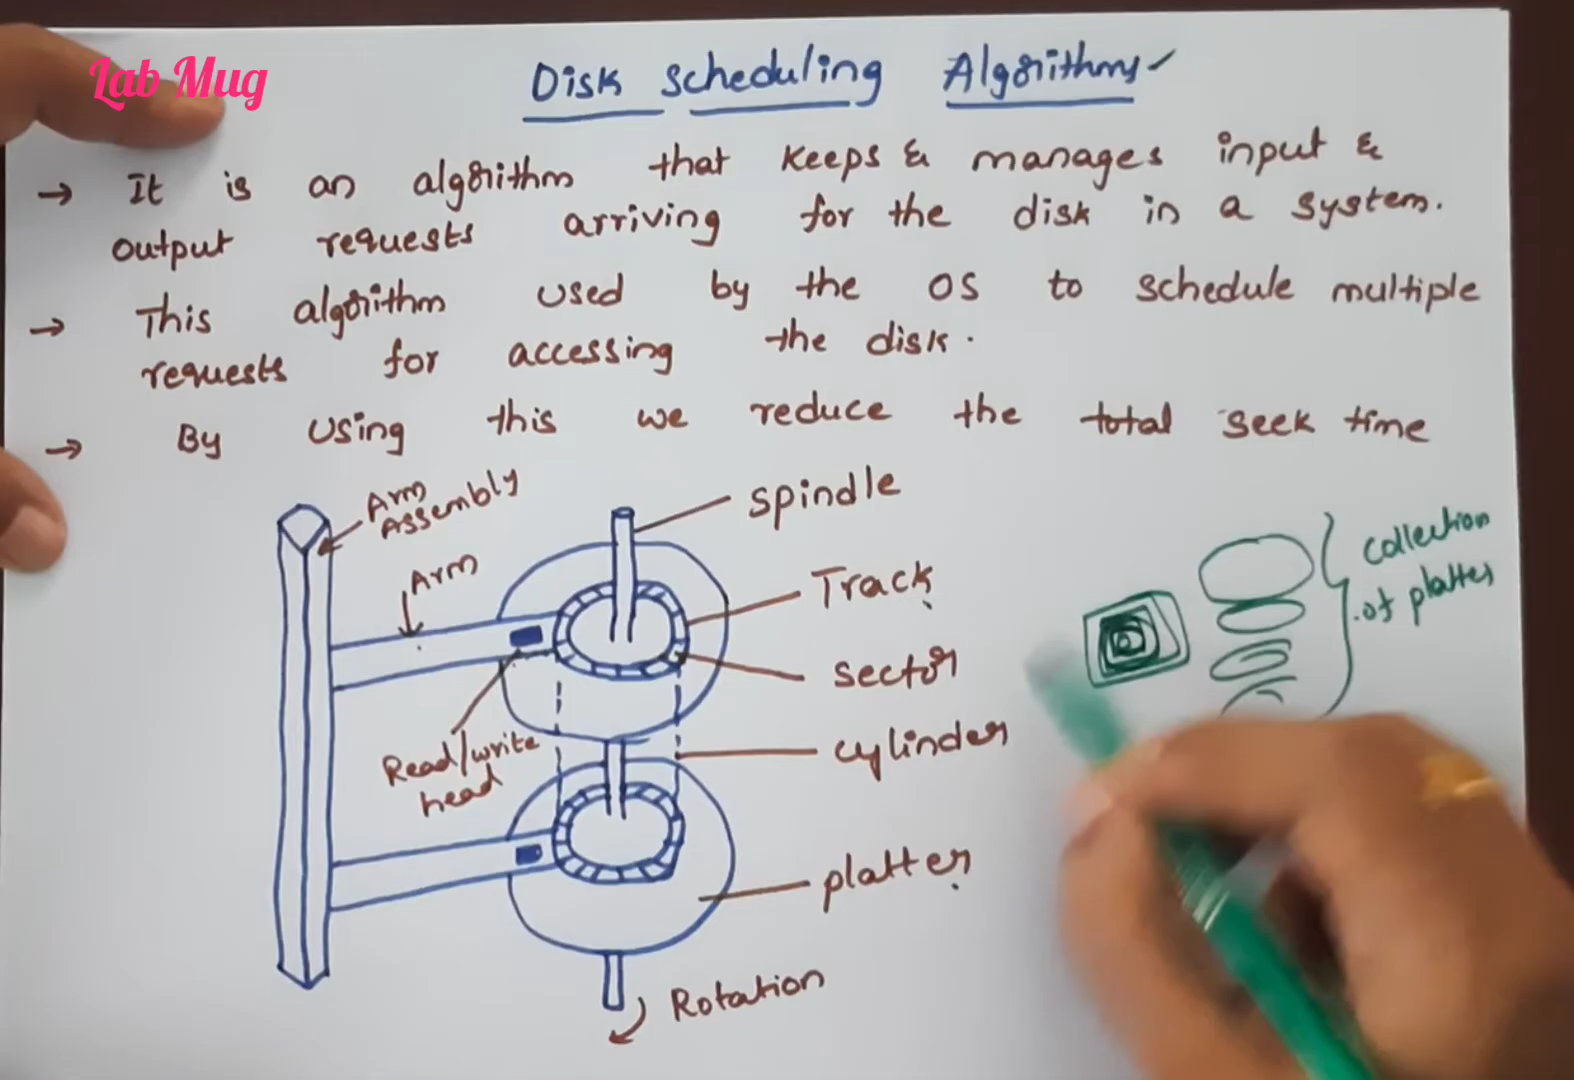 Lab Mug
Disk scheduling Algorithms
→ It is an algorithm that keeps & manages input &
output requests arriving for the disk in a system.
→ This algorithm used by the OS to schedule multiple
requests for accessing the disk.
→ By using this we reduce the total seek time
Arm
Assembly
Arm
Read/write
head
spindle
Track
sector
cylinder
platter
Rotation
collection
of platter